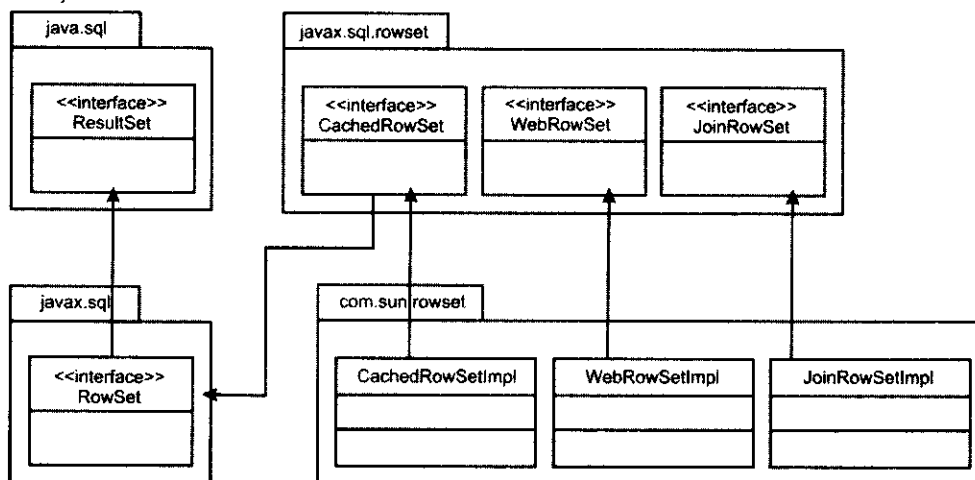 java.sql
javax.sql.rowset
<<interface>>
ResultSet
<<interface>>
CachedRowSet
<<interface>>
WebRowSet
<<interface>>
JoinRowSet
javax.sql
com.sun.rowset
<<interface>>
RowSet
CachedRowSetImpl
WebRowSetImpl
JoinRowSetImpl